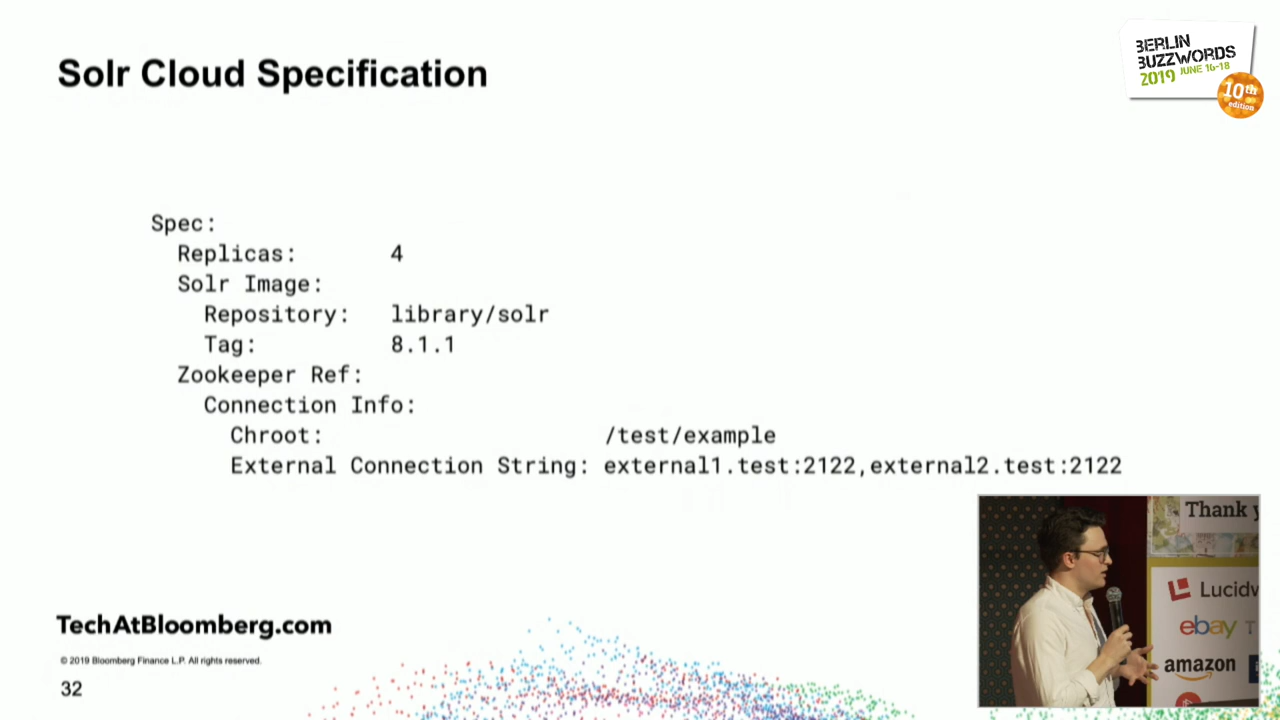 Solr Cloud Specification
BERLIN
BUZZWORDS
2019 JUNE 16-18
10th
edition
Spec:
Replicas: 4
Solr Image:
Repository: library/solr
Tag: 8.1.1
Zookeeper Ref:
Connection Info:
Chroot: /test/example
External Connection String: external1.test:2122,external2.test:2122
Thank
ebay
amazon
TechAtBloomberg.com
© 2019 Bloomberg Finance L.P. All rights reserved.
32